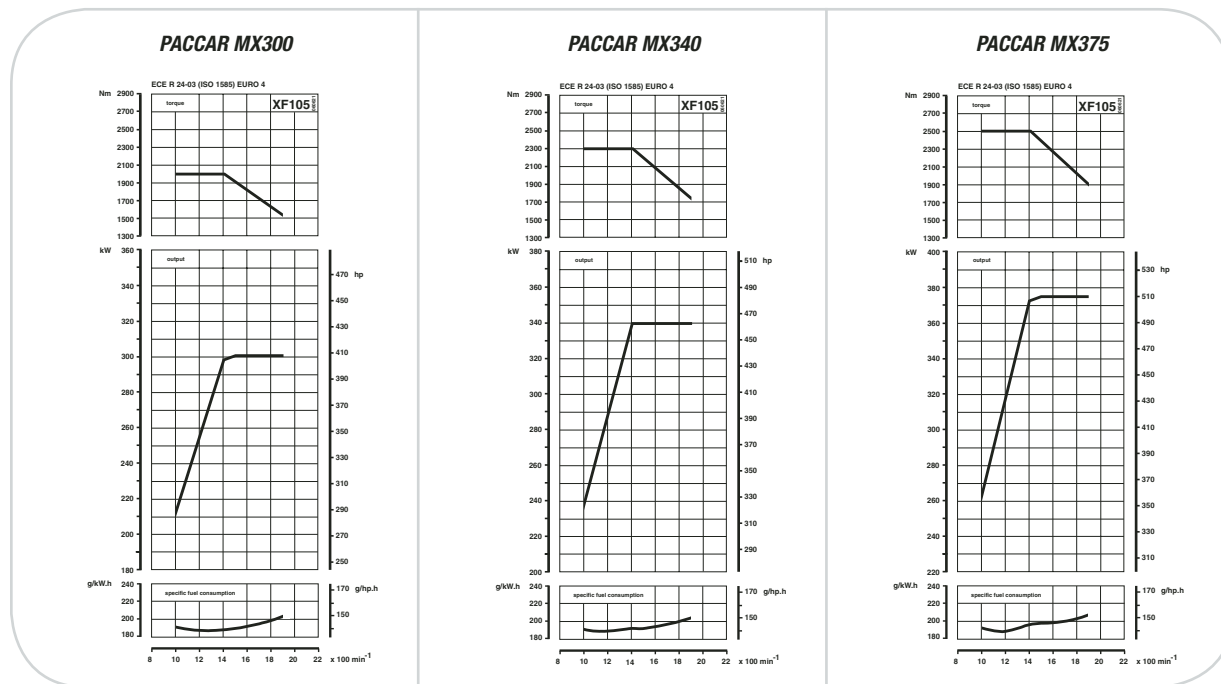 PACCAR MX300
ECE R 24-03 (ISO 1585) EURO 4
Nm
2900
2700
2500
2300
2100
1900
1700
1500
1300
torque
XF105
kW
360
340
320
300
280
260
240
220
200
180
output
470 hp
450
430
410
390
370
350
330
310
290
270
250
g/kW.h
240
220
200
180
specific fuel consumption
170 g/hp.h
150
8 10 12 14 16 18 20 22 x 100 min-1
PACCAR MX340
ECE R 24-03 (ISO 1585) EURO 4
Nm
2900
2700
2500
2300
2100
1900
1700
1500
1300
torque
XF105
kW
380
360
340
320
300
280
260
240
220
200
output
510 hp
490
470
450
430
410
390
370
350
330
310
290
g/kW.h
240
220
200
180
specific fuel consumption
170 g/hp.h
150
8 10 12 14 16 18 20 22 x 100 min-1
PACCAR MX375
ECE R 24-03 (ISO 1585) EURO 4
Nm
2900
2700
2500
2300
2100
1900
1700
1500
1300
torque
XF105
kW
400
380
360
340
320
300
280
260
240
220
output
530 hp
510
490
470
450
430
410
390
370
350
330
310
g/kW.h
240
220
200
180
specific fuel consumption
170 g/hp.h
150
8 10 12 14 16 18 20 22 x 100 min-1